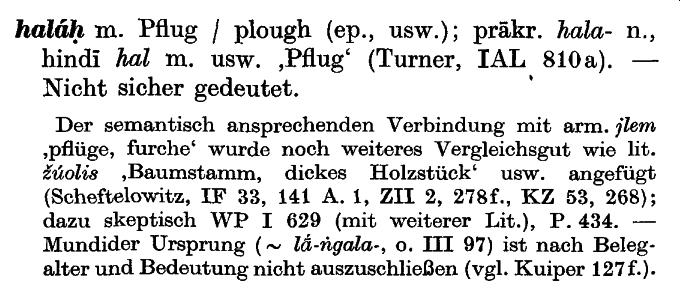 haláḥ m. Pflug / plough (ep., usw.); präkr. hala- n.,
hindī hal m. usw. ‚Pflug‘ (Turner, IAL 810a). —
Nicht sicher gedeutet.
Der semantisch ansprechenden Verbindung mit arm. jlem
‚pflüge, furche‘ wurde noch weiteres Vergleichsgut wie lit.
žúolis ‚Baumstamm, dickes Holzstück‘ usw. angefügt
(Scheftelowitz, IF 33, 141 A. 1, ZII 2, 278f., KZ 53, 268);
dazu skeptisch WP I 629 (mit weiterer Lit.), P. 434. —
Mundider Ursprung (~ lā́-ṅgala-, o. III 97) ist nach Beleg-
alter und Bedeutung nicht auszuschließen (vgl. Kuiper 127f.).